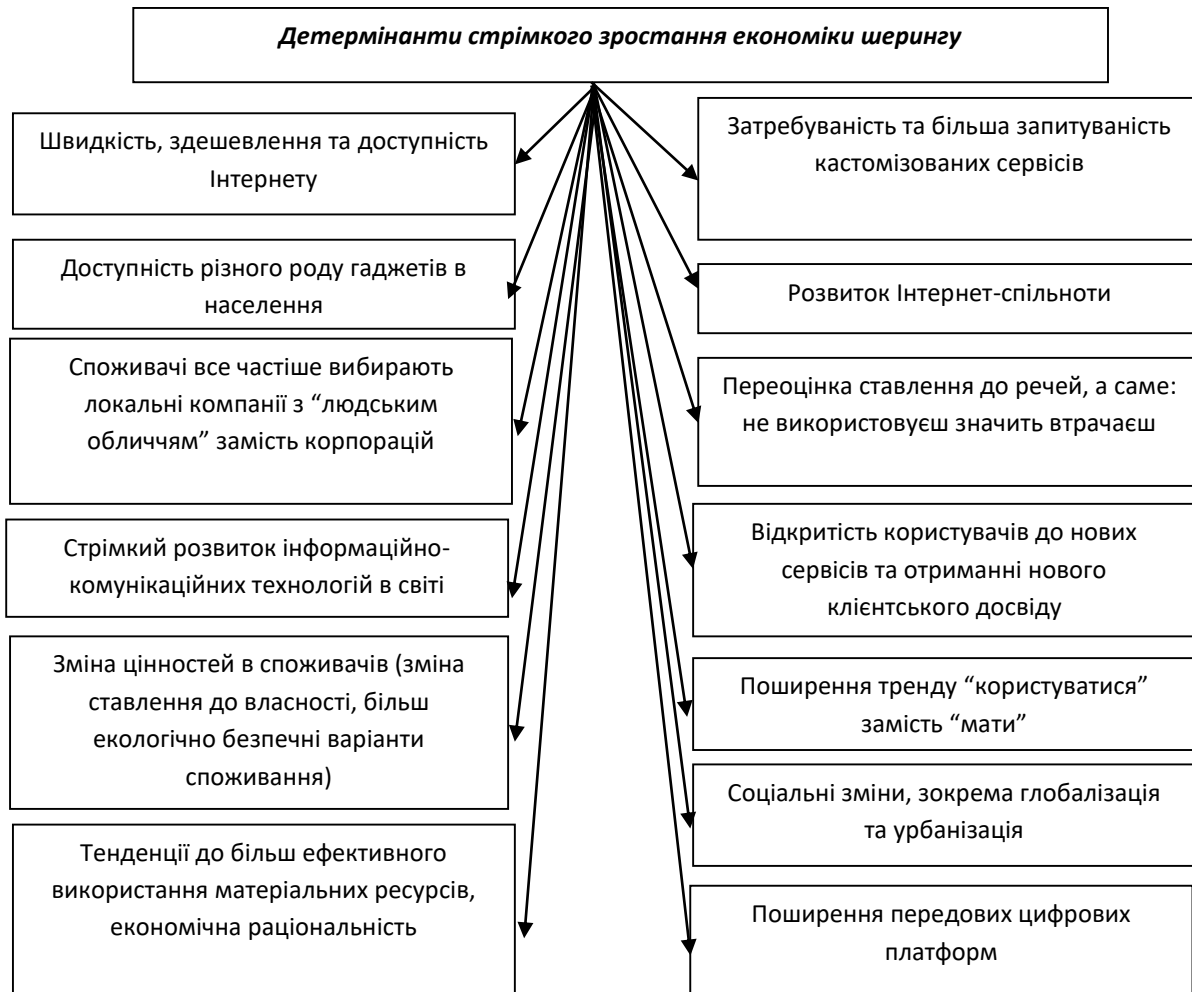 Детермінанти стрімкого зростання економіки шерингу
Швидкість, здешевлення та доступність
Інтернету
Доступність різного роду гаджетів в
населення
Споживачі все частіше вибирають
локальні компанії з “людським
обличчям” замість корпорацій
Стрімкий розвиток інформаційно-
комунікаційних технологій в світі
Зміна цінностей в споживачів (зміна
ставлення до власності, більш
екологічно безпечні варіанти
споживання)
Тенденції до більш ефективного
використання матеріальних ресурсів,
економічна раціональність
Затребуваність та більша запитуваність
кастомізованих сервісів
Розвиток Інтернет-спільноти
Переоцінка ставлення до речей, а саме:
не використовуєш значить втрачаєш
Відкритість користувачів до нових
сервісів та отриманні нового
клієнтського досвіду
Поширення тренду “користуватися”
замість “мати”
Соціальні зміни, зокрема глобалізація
та урбанізація
Поширення передових цифрових
платформ